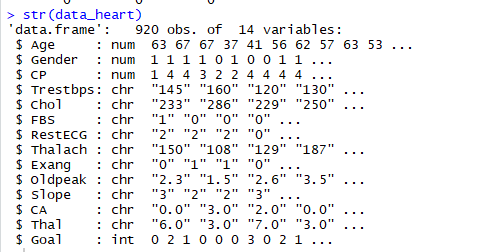 > str(data_heart)
'data.frame':   920 obs. of  14 variables:
 $ Age     : num  63 67 67 37 41 56 62 57 63 53 ...
 $ Gender  : num  1 1 1 1 0 1 0 0 1 1 ...
 $ CP      : num  1 4 4 3 2 2 4 4 4 4 ...
 $ Trestbps: chr  "145" "160" "120" "130" ...
 $ Chol    : chr  "233" "286" "229" "250" ...
 $ FBS     : chr  "1" "0" "0" "0" ...
 $ RestECG : chr  "2" "2" "2" "0" ...
 $ Thalach : chr  "150" "108" "129" "187" ...
 $ Exang   : chr  "0" "1" "1" "0" ...
 $ Oldpeak : chr  "2.3" "1.5" "2.6" "3.5" ...
 $ Slope   : chr  "3" "2" "2" "3" ...
 $ CA      : chr  "0.0" "3.0" "2.0" "0.0" ...
 $ Thal    : chr  "6.0" "3.0" "7.0" "3.0" ...
 $ Goal    : int  0 2 1 0 0 0 3 0 2 1 ...